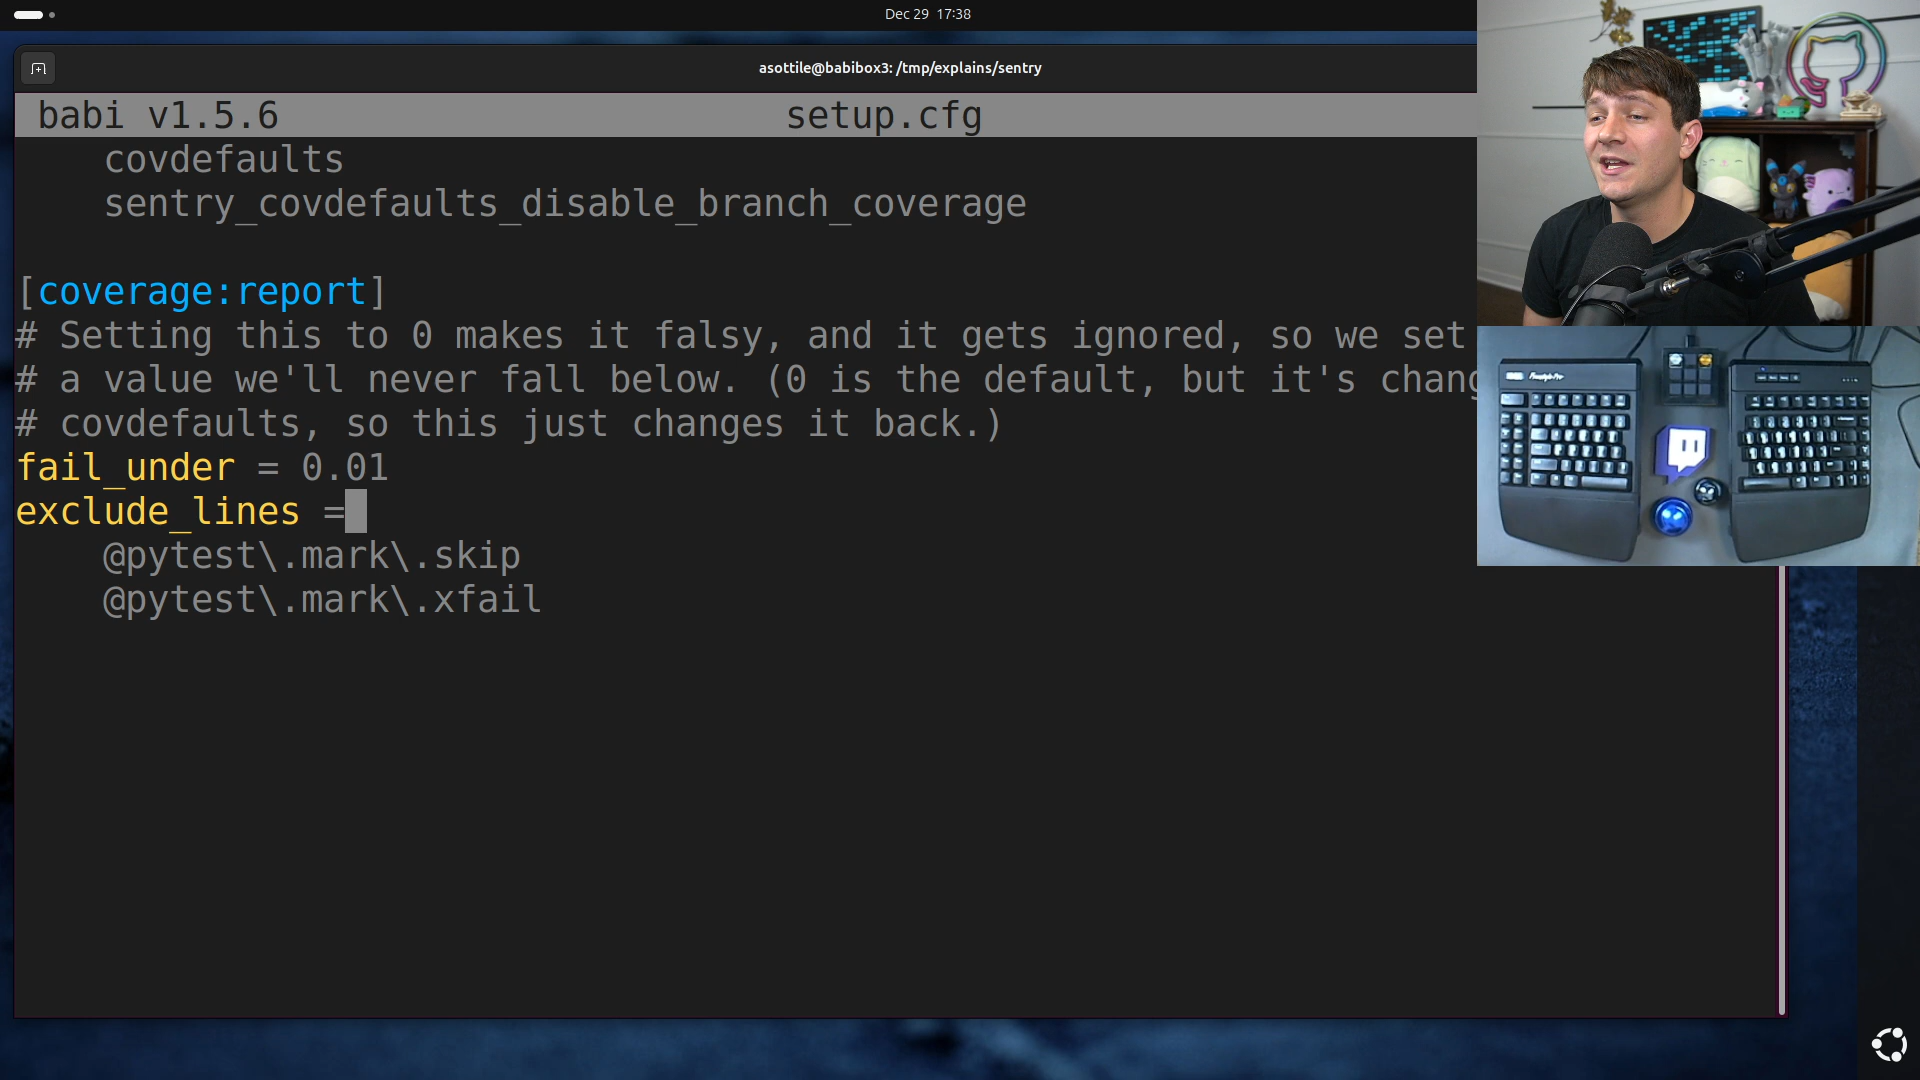 Dec 29 17:38
asottile@babibox3: /tmp/explains/sentry
babi v1.5.6 setup.cfg
covdefaults
sentry_covdefaults_disable_branch_coverage
[coverage:report]
# Setting this to 0 makes it falsy, and it gets ignored, so we set
# a value we'll never fall below. (0 is the default, but it's chang
# covdefaults, so this just changes it back.)
fail_under = 0.01
exclude_lines =
@pytest\.mark\.skip
@pytest\.mark\.xfail